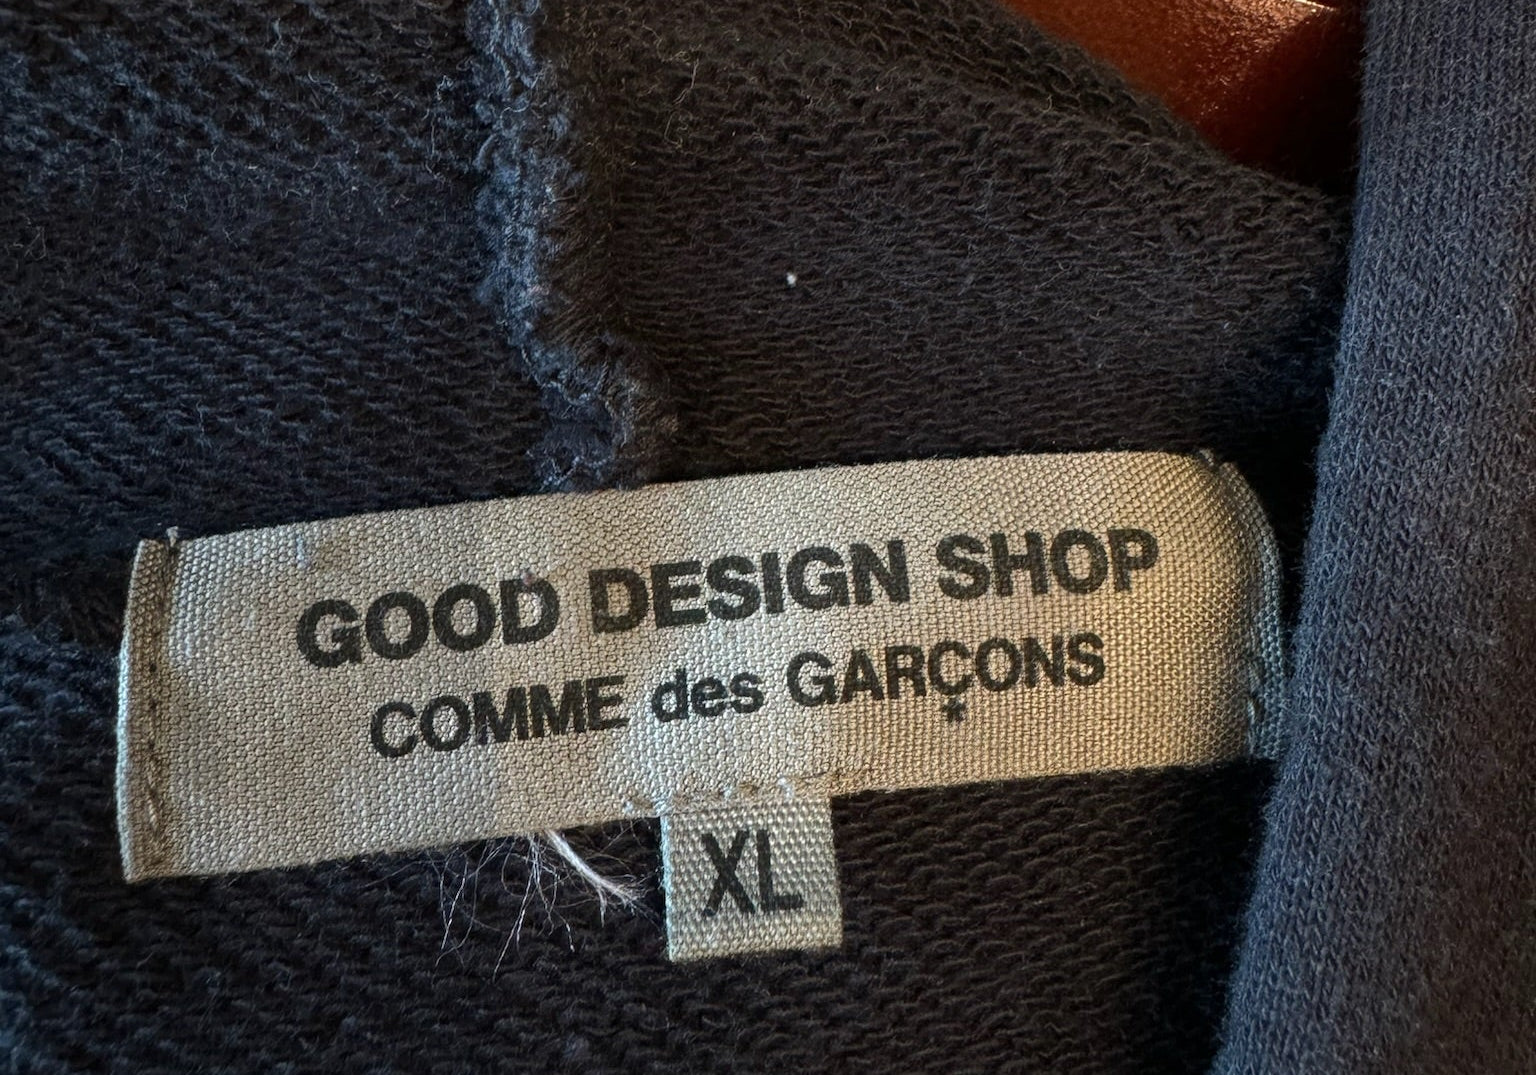 GOOD DESIGN SHOP
COMME des GARÇONS
*
XL